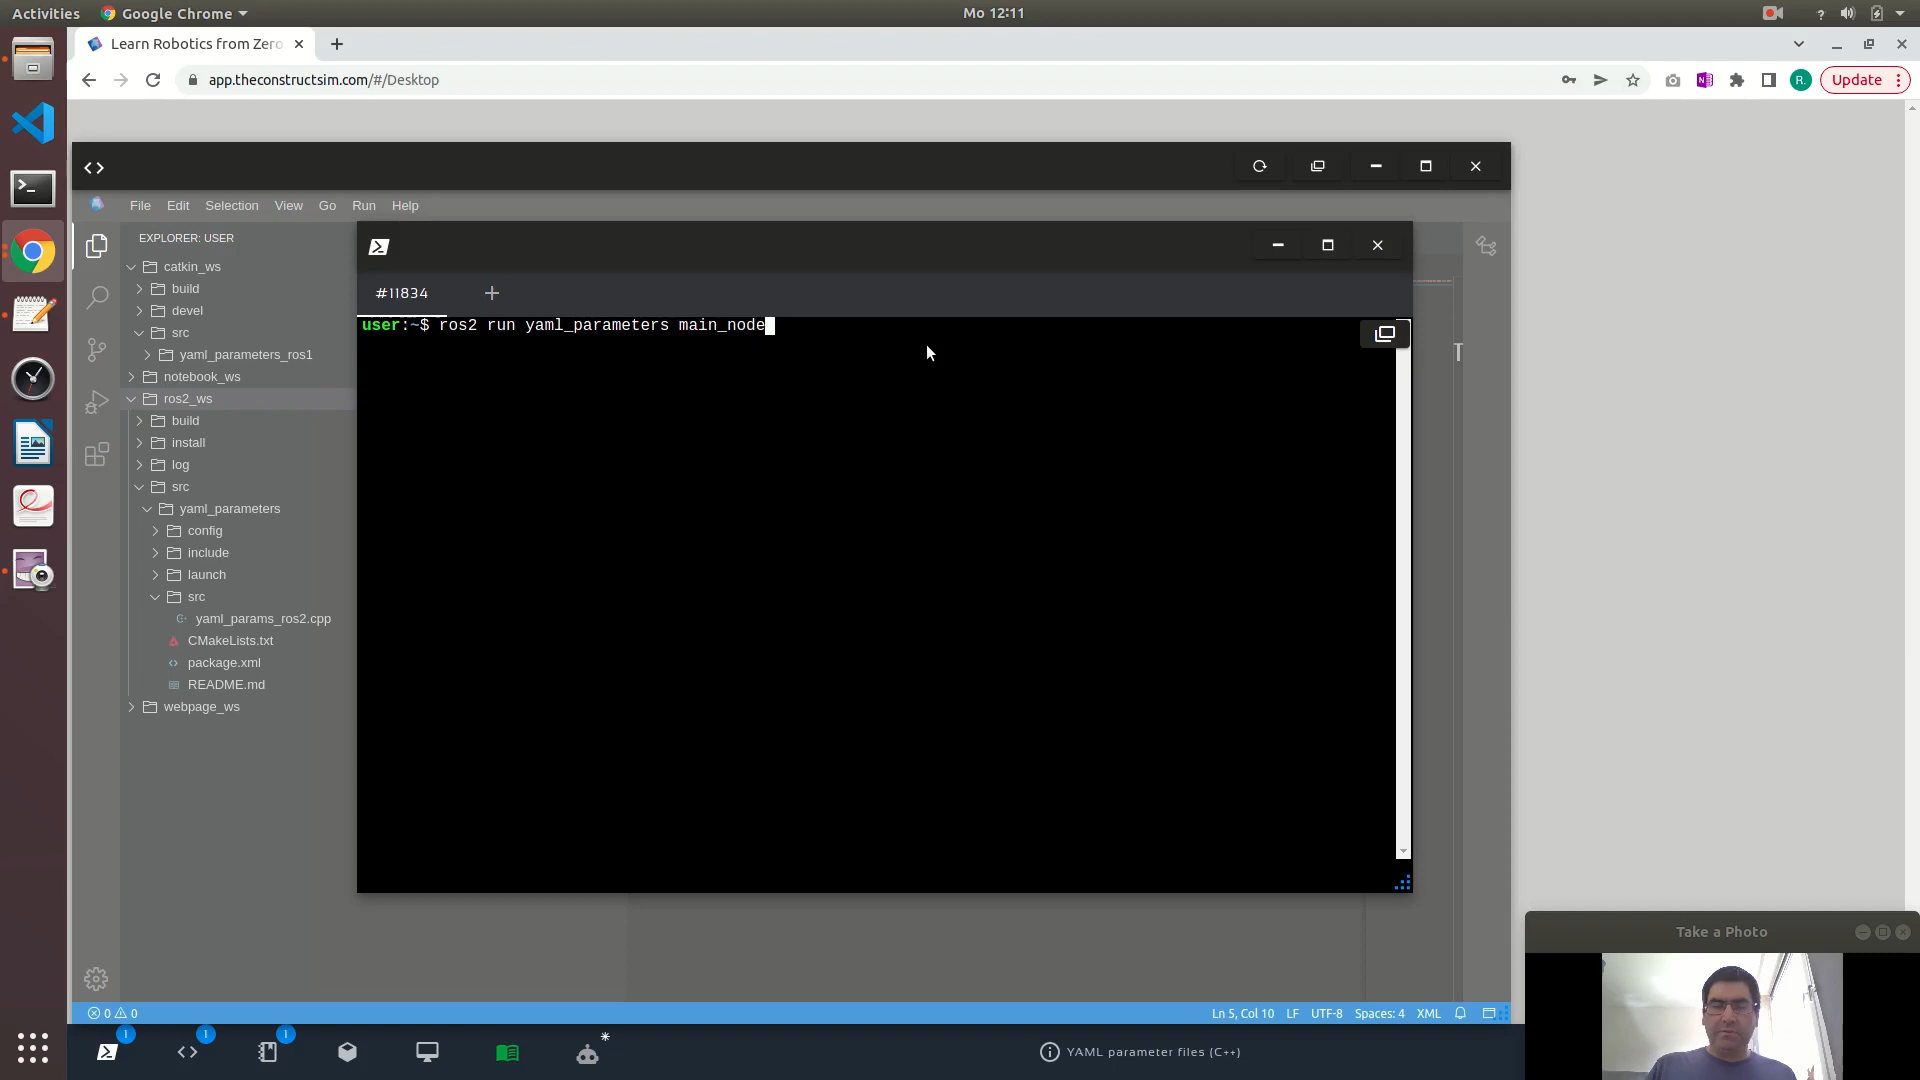 Activities
Google Chrome
Mo 12:11
?
Learn Robotics from Zero
app.theconstructsim.com/#/Desktop
N
R.
Update
File Edit Selection View Go Run Help
EXPLORER: USER
catkin_ws
build
devel
src
yaml_parameters_ros1
notebook_ws
ros2_ws
build
install
log
src
yaml_parameters
config
include
launch
src
yaml_params_ros2.cpp
CMakeLists.txt
package.xml
README.md
webpage_ws
#11834
user:~$ ros2 run yaml_parameters main_node
T
0 0
Ln 5, Col 10 LF UTF-8 Spaces: 4 XML
1 1 1
YAML parameter files (C++)
Take a Photo